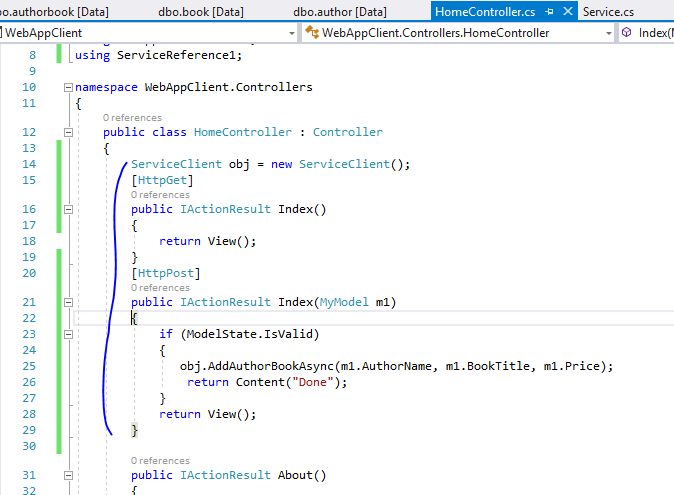 bo.authorbook [Data] dbo.book [Data] dbo.author [Data] HomeController.cs Service.cs
WebAppClient WebAppClient.Controllers.HomeController Index(M
8 using ServiceReference1;
9
10 namespace WebAppClient.Controllers
11 {
0 references
12 public class HomeController : Controller
13 {
14 ServiceClient obj = new ServiceClient();
15 [HttpGet]
0 references
16 public IActionResult Index()
17 {
18 return View();
19 }
20 [HttpPost]
0 references
21 public IActionResult Index(MyModel m1)
22 {
23 if (ModelState.IsValid)
24 {
25 obj.AddAuthorBookAsync(m1.AuthorName, m1.BookTitle, m1.Price);
26 return Content("Done");
27 }
28 return View();
29 }
30
0 references
31 public IActionResult About()
32 {